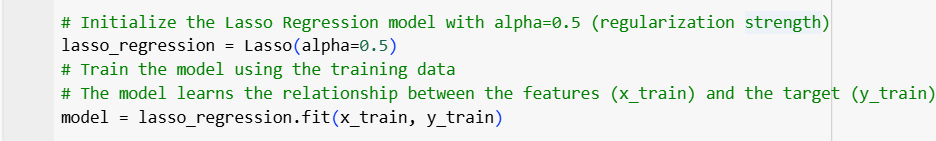 # Initialize the Lasso Regression model with alpha=0.5 (regularization strength)
lasso_regression = Lasso(alpha=0.5)
# Train the model using the training data
# The model learns the relationship between the features (x_train) and the target (y_train)
model = lasso_regression.fit(x_train, y_train)